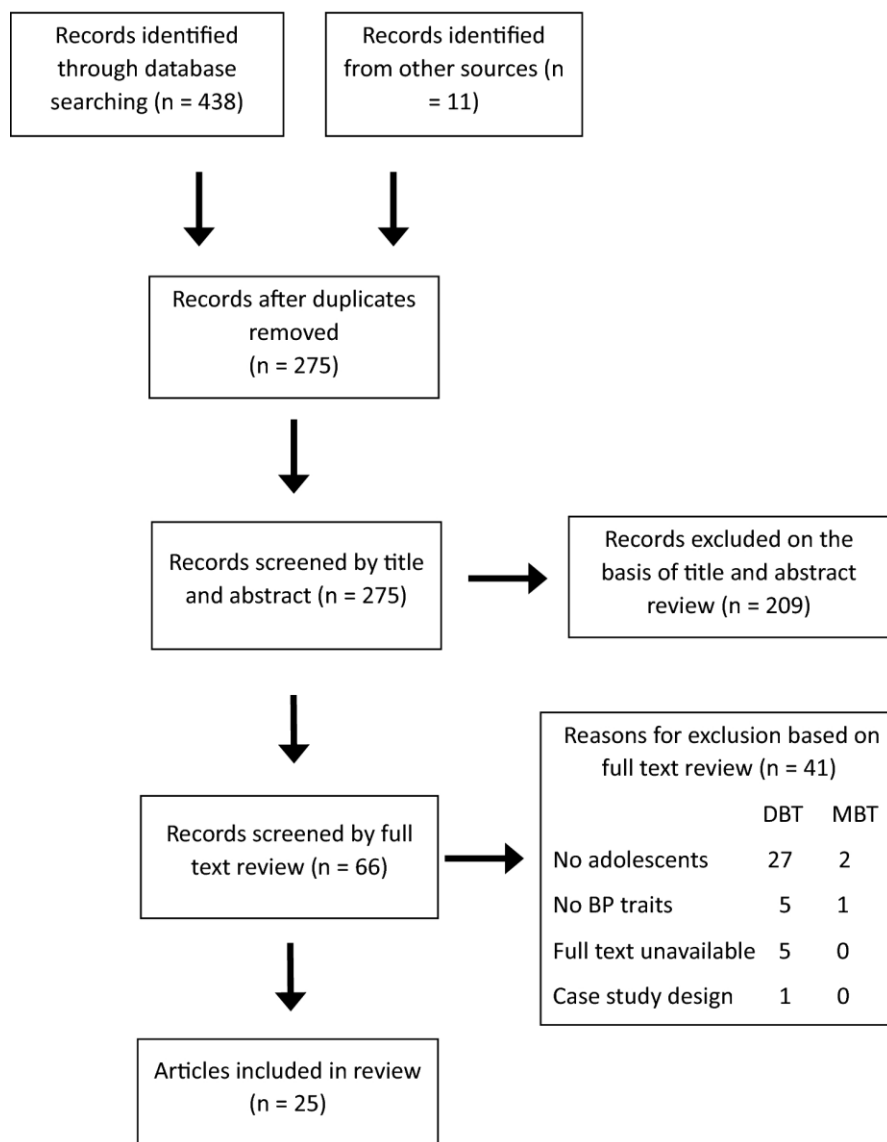 Records identified
through database
searching (n = 438)
Records identified
from other sources (n
= 11)
Records after duplicates
removed
(n = 275)
Records screened by title
and abstract (n = 275)
Records excluded on the
basis of title and abstract
review (n = 209)
Records screened by full
text review (n = 66)
Reasons for exclusion based on
full text review (n = 41)
DBT MBT
No adolescents 27 2
No BP traits 5 1
Full text unavailable 5 0
Case study design 1 0
Articles included in review
(n = 25)